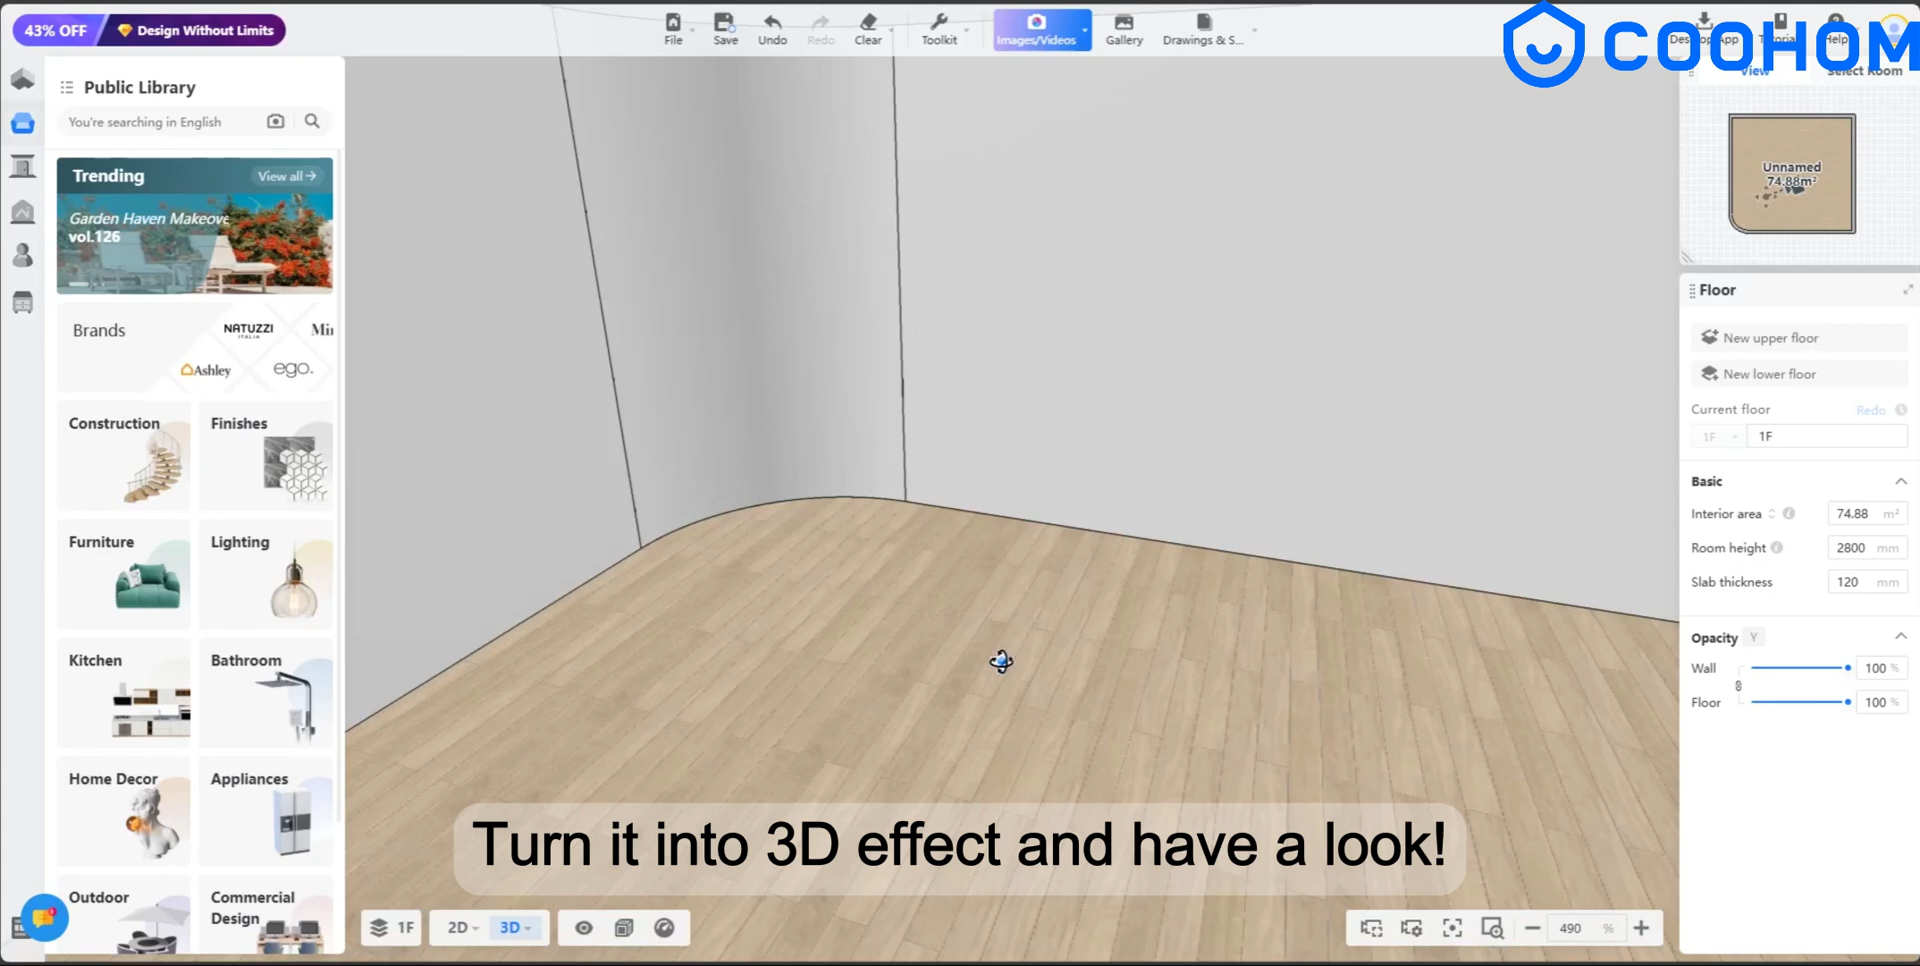 43% OFF
Design Without Limits
File
Save
Undo
Redo
Clear
Toolkit
Images/Videos
Gallery
Drawings & S...
Help
COOHOM
Public Library
You're searching in English
Trending
View all
Garden Haven Makeove
vol.126
Brands
NATUZZI
ITALIA
Ashley
ego.
Construction
Finishes
Furniture
Lighting
Kitchen
Bathroom
Home Decor
Appliances
Outdoor
Commercial
Design
View
Select Room
Unnamed
74.88m²
Floor
New upper floor
New lower floor
Current floor
Redo
1F
1F
Basic
Interior area
74.88 m²
Room height
2800 mm
Slab thickness
120 mm
Opacity Y
Wall
100 %
Floor
100 %
Turn it into 3D effect and have a look!
1F
2D
3D
490 %